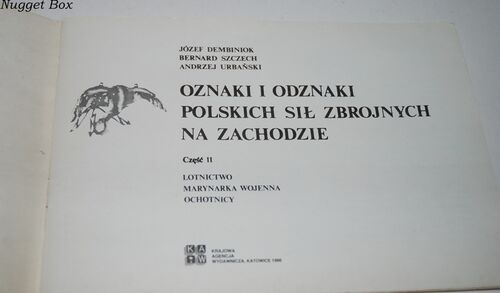 Nugget Box
JÓZEF DEMBINIOK
BERNARD SZCZECH
ANDRZEJ URBAŃSKI
OZNAKI I ODZNAKI
POLSKICH SIŁ ZBROJNYCH
NA ZACHODZIE
Część II
LOTNICTWO
MARYNARKA WOJENNA
OCHOTNICY
KRAJOWA
AGENCJA
WYDAWNICZA, KATOWICE